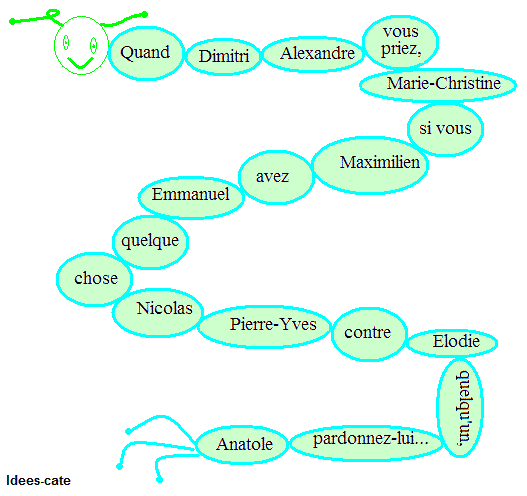 Quand
Dimitri
Alexandre
vous
priez,
Marie-Christine
si vous
Maximilien
avez
Emmanuel
quelque
chose
Nicolas
Pierre-Yves
contre
Elodie
quelqu'un,
pardonnez-lui...
Anatole
Idees-cate